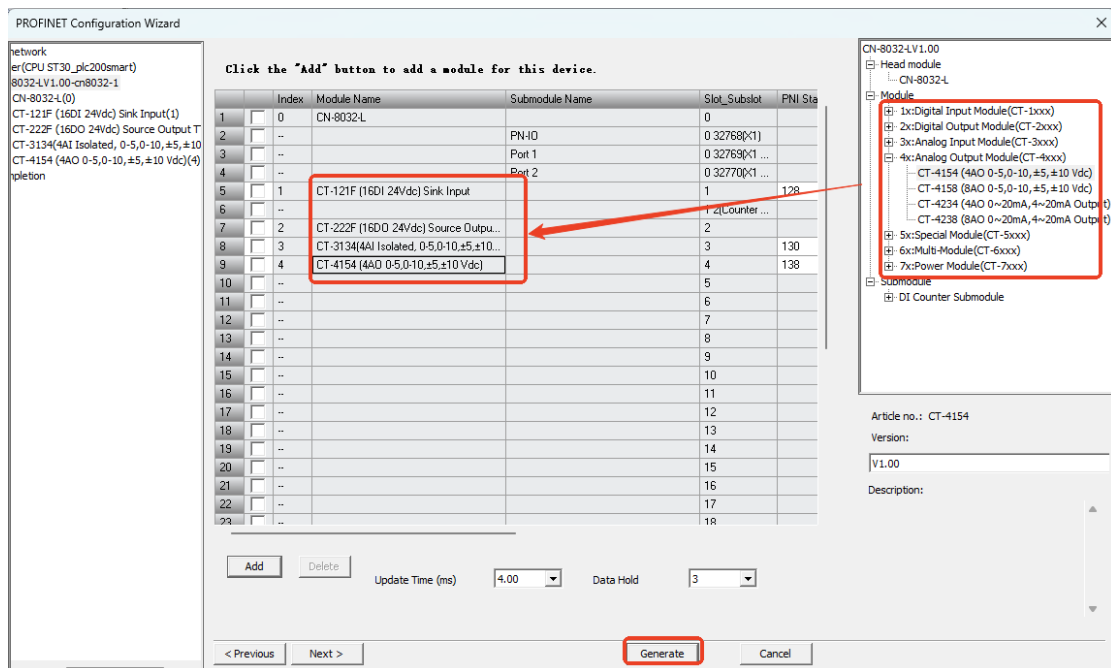 PROFINET Configuration Wizard
network
er(CPU ST30_plc200smart)
-8032-LV1.00-cn8032-1
CN-8032-L(0)
CT-121F (16DI 24Vdc) Sink Input(1)
CT-222F (16DO 24Vdc) Source Output T
CT-3134(4AI Isolated, 0-5,0-10,±5,±10
CT-4154 (4AO 0-5,0-10,±5,±10 Vdc)(4)
npletion
Click the "Add" button to add a module for this device.
Index Module Name Submodule Name Slot_Subslot PNI Sta
1 0 CN-8032-L 0
2 -- PN-IO 0 32768(X1)
3 -- Port 1 0 32769(X1 ...
4 -- Port 2 0 32770(X1 ...
5 1 CT-121F (16DI 24Vdc) Sink Input 1 128
6 -- 1 2(Counter ...
7 2 CT-222F (16DO 24Vdc) Source Outpu... 2
8 3 CT-3134(4AI Isolated, 0-5,0-10,±5,±10... 3 130
9 4 CT-4154 (4AO 0-5,0-10,±5,±10 Vdc) 4 138
10 -- 5
11 -- 6
12 -- 7
13 -- 8
14 -- 9
15 -- 10
16 -- 11
17 -- 12
18 -- 13
19 -- 14
20 -- 15
21 -- 16
22 -- 17
23 -- 18
Add Delete Update Time (ms) 4.00 Data Hold 3
< Previous Next > Generate Cancel
CN-8032-LV1.00
Head module
CN-8032-L
Module
1x:Digital Input Module(CT-1xxx)
2x:Digital Output Module(CT-2xxx)
3x:Analog Input Module(CT-3xxx)
4x:Analog Output Module(CT-4xxx)
CT-4154 (4AO 0-5,0-10,±5,±10 Vdc)
CT-4158 (8AO 0-5,0-10,±5,±10 Vdc)
CT-4234 (4AO 0~20mA,4~20mA Output)
CT-4238 (8AO 0~20mA,4~20mA Output)
5x:Special Module(CT-5xxx)
6x:Multi-Module(CT-6xxx)
7x:Power Module(CT-7xxx)
Submodule
DI Counter Submodule
Article no.: CT-4154
Version:
V1.00
Description: